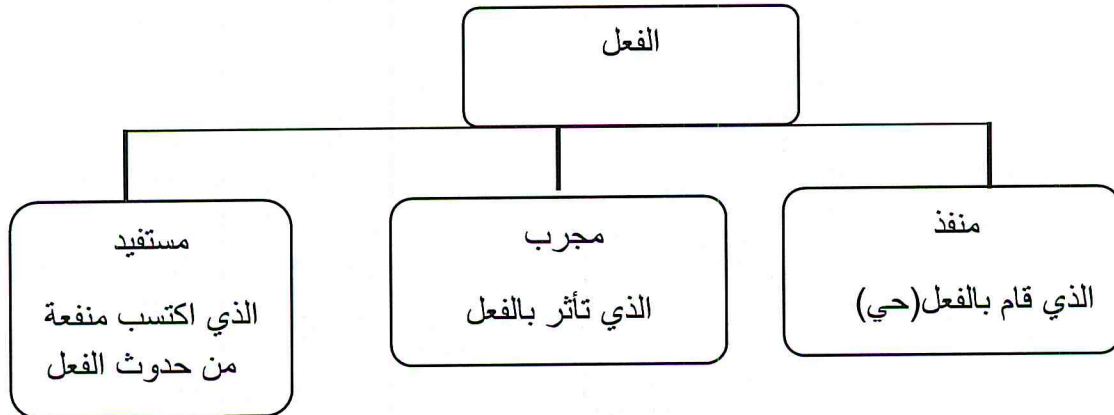 الفعل
منفذ
الذي قام بالفعل(حي)
مجرب
الذي تأثر بالفعل
مستفيد
الذي اكتسب منفعة
من حدوث الفعل